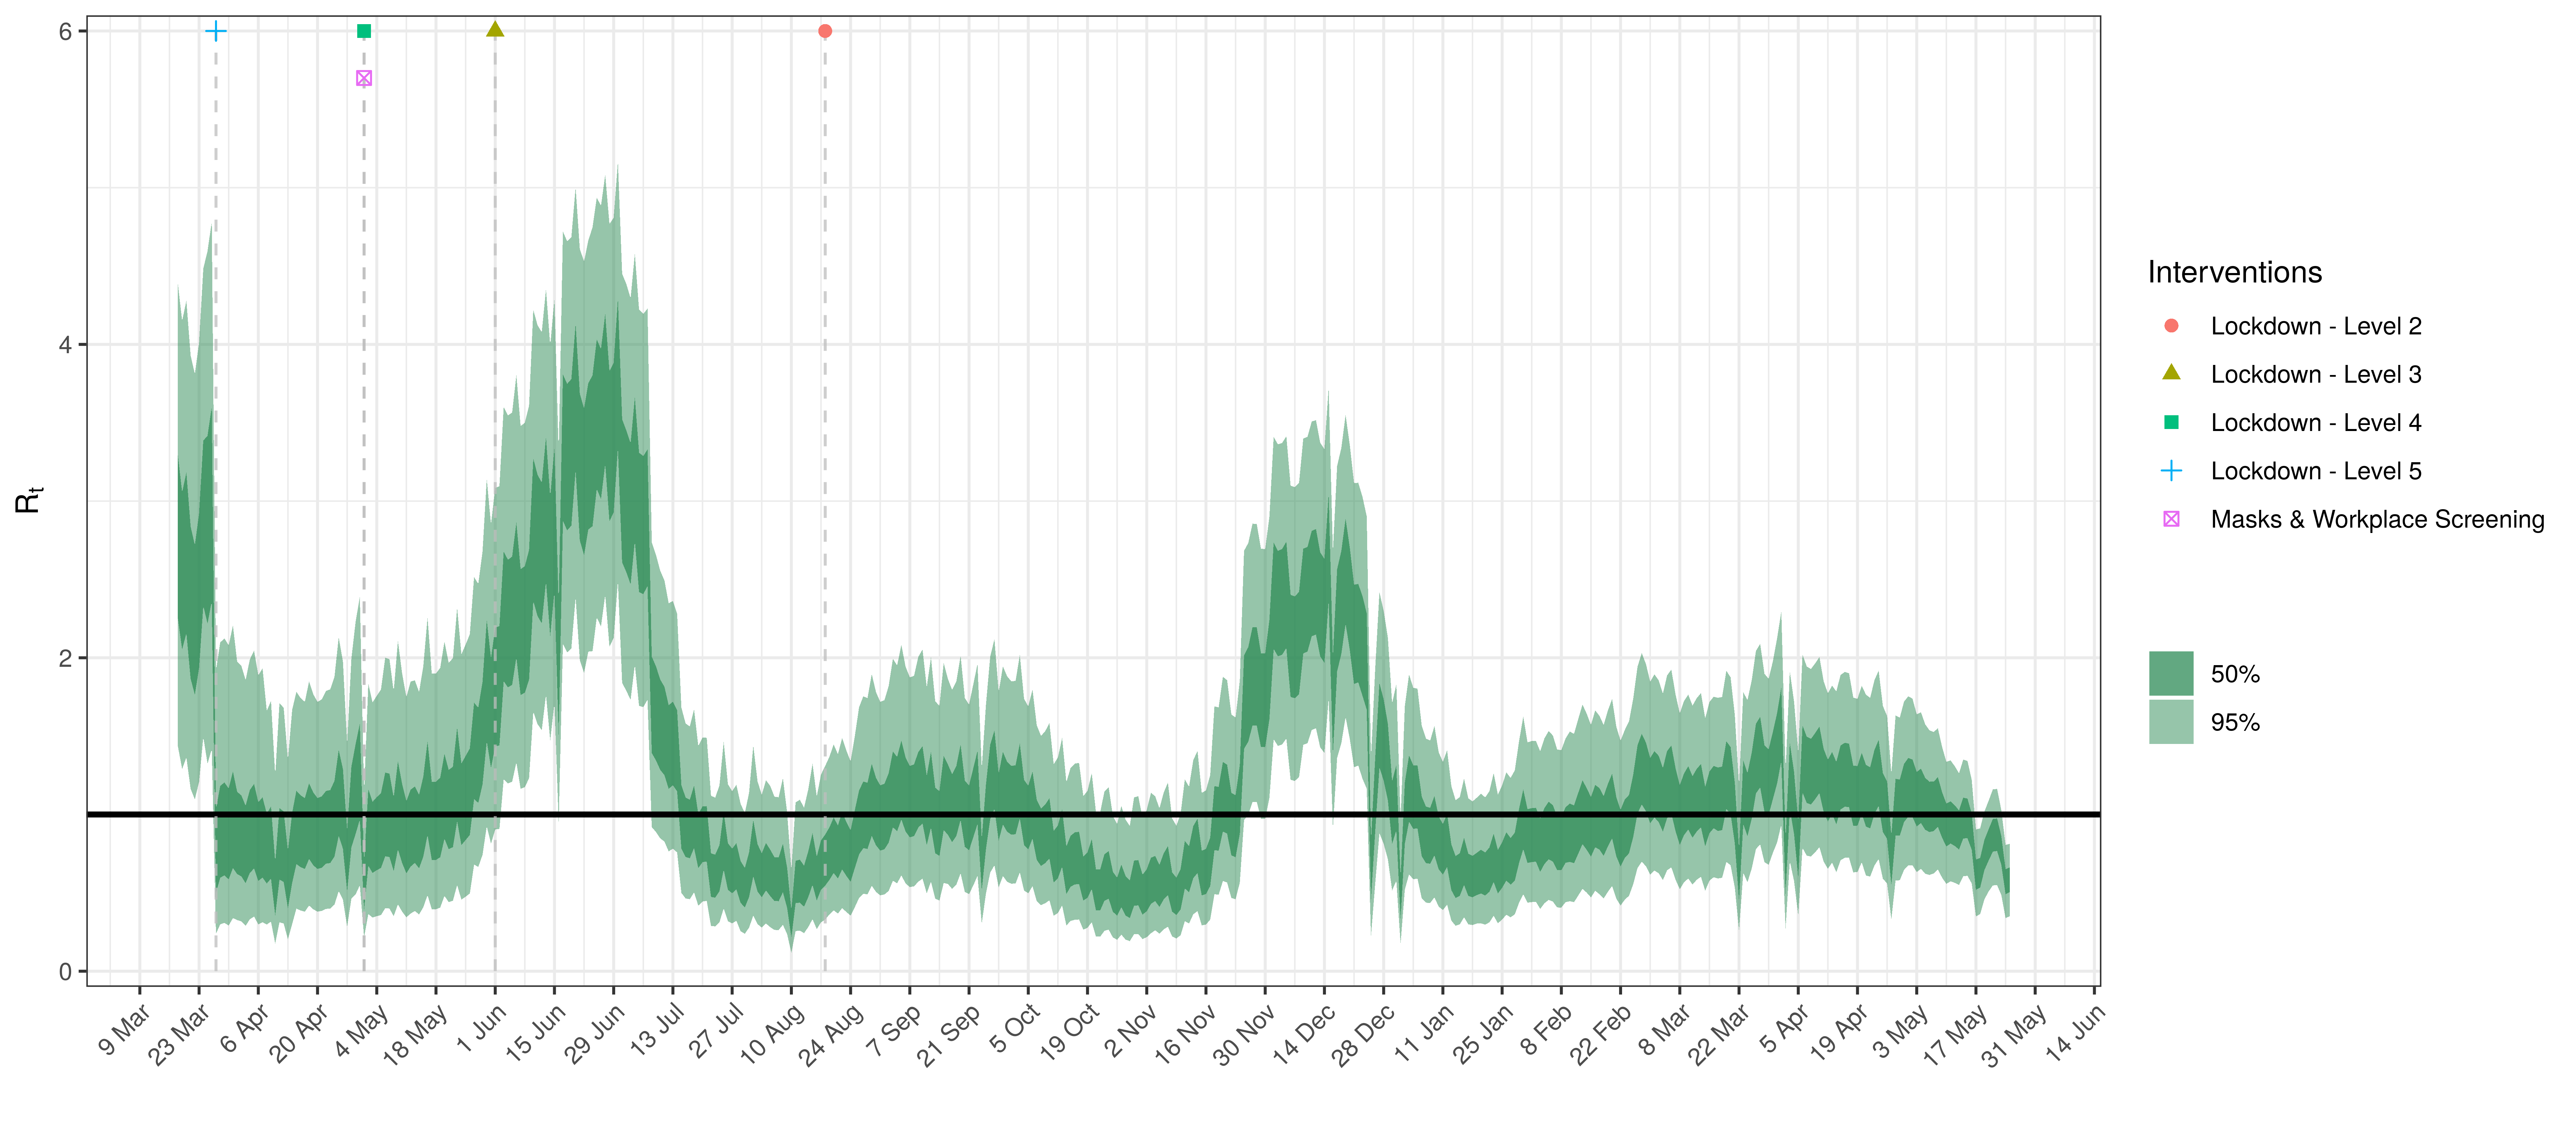 6
4
2
0
Rt
9 Mar
23 Mar
6 Apr
20 Apr
4 May
18 May
1 Jun
15 Jun
29 Jun
13 Jul
27 Jul
10 Aug
24 Aug
7 Sep
21 Sep
5 Oct
19 Oct
2 Nov
16 Nov
30 Nov
14 Dec
28 Dec
11 Jan
25 Jan
8 Feb
22 Feb
8 Mar
22 Mar
5 Apr
19 Apr
3 May
17 May
31 May
14 Jun
Interventions
Lockdown - Level 2
Lockdown - Level 3
Lockdown - Level 4
Lockdown - Level 5
Masks & Workplace Screening
50%
95%